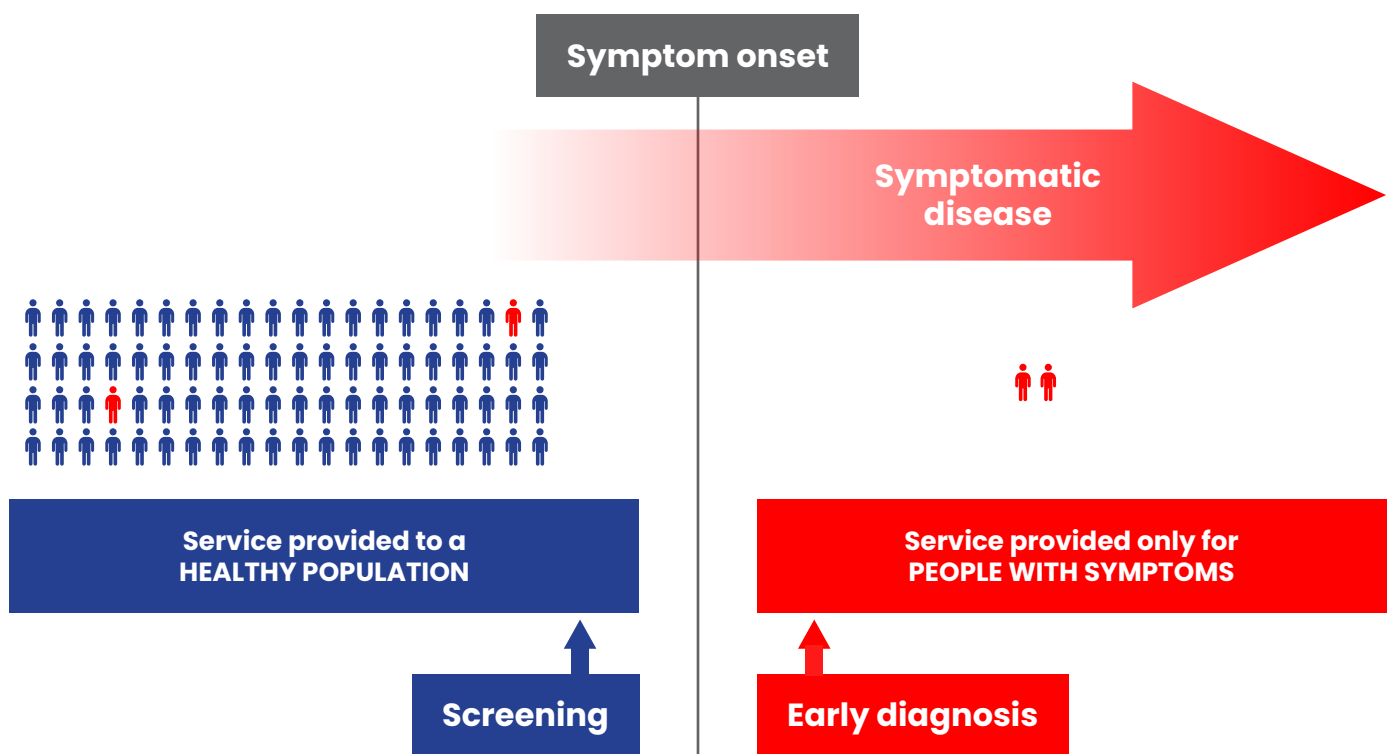 Symptom onset
Symptomatic
disease
Service provided to a
HEALTHY POPULATION
Service provided only for
PEOPLE WITH SYMPTOMS
Screening
Early diagnosis